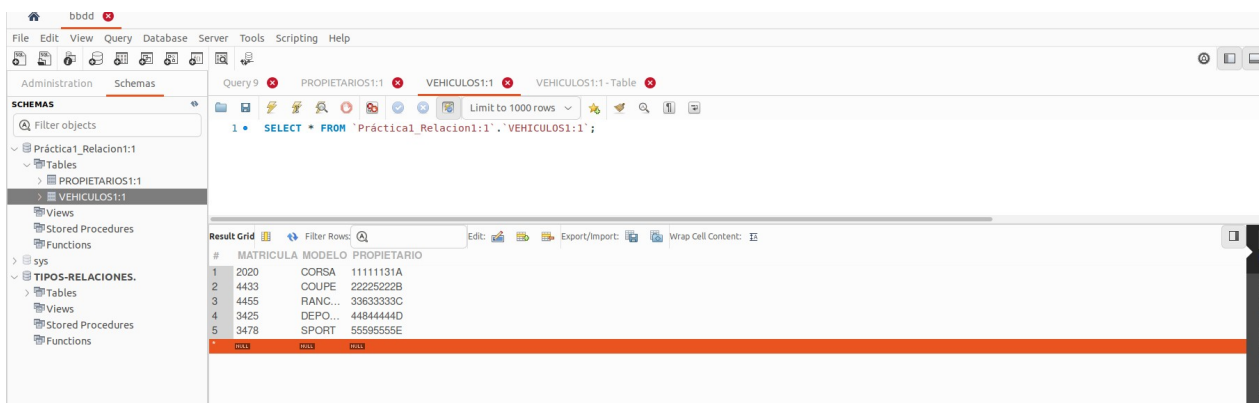 bbdd
File Edit View Query Database Server Tools Scripting Help
Administration Schemas
Query 9 PROPIETARIOS1:1 VEHICULOS1:1 VEHICULOS1:1 - Table
SCHEMAS
Filter objects
Práctica1_Relacion1:1
Tables
PROPIETARIOS1:1
VEHICULOS1:1
Views
Stored Procedures
Functions
sys
TIPOS-RELACIONES.
Tables
Views
Stored Procedures
Functions
Limit to 1000 rows
1 SELECT * FROM `Práctica1_Relacion1:1`.`VEHICULOS1:1`;
Result Grid Filter Rows: Edit: Export/Import: Wrap Cell Content:
# MATRICULA MODELO PROPIETARIO
1 2020 CORSA 11111131A
2 4433 COUPE 22225222B
3 4455 RANC... 33633333C
4 3425 DEPO... 44844444D
5 3478 SPORT 55595555E
* NULL NULL NULL